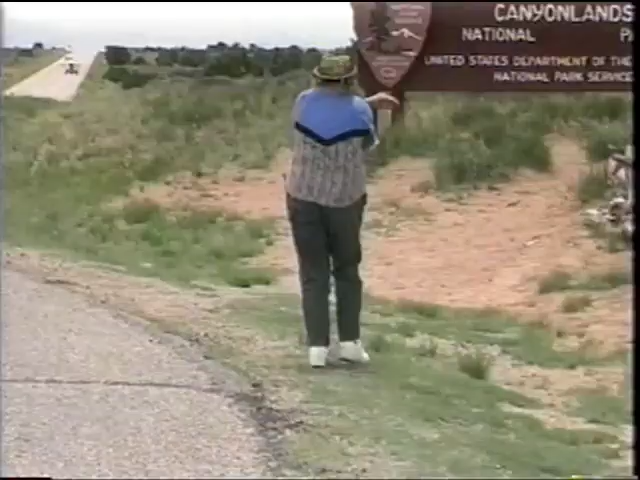 CANYONLANDS
NATIONAL P
UNITED STATES DEPARTMENT OF THE
NATIONAL PARK SERVICE